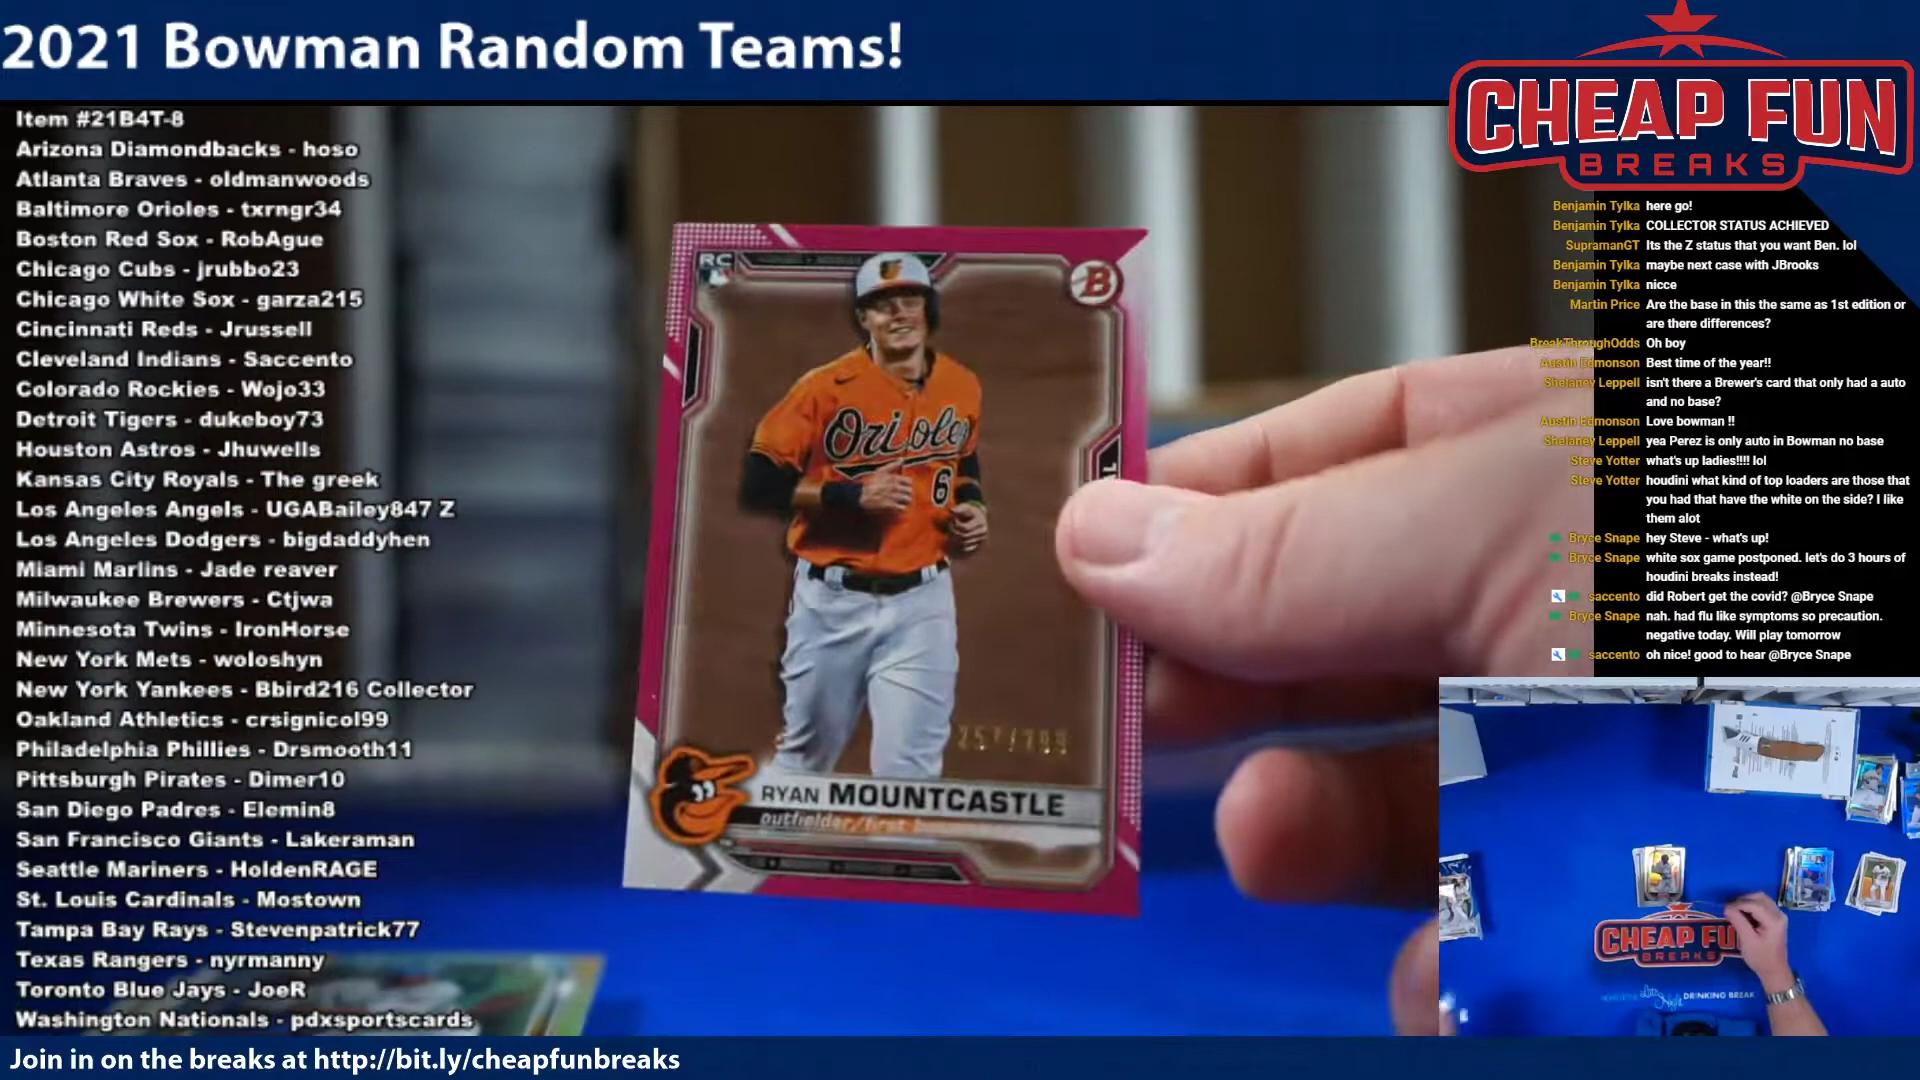 2021 Bowman Random Teams!
CHEAP FUN
BREAKS
Item #21B4T-8
Arizona Diamondbacks - hoso
Atlanta Braves - oldmanwoods
Baltimore Orioles - txrngr34
Boston Red Sox - RobAgue
Chicago Cubs - jrubbo23
Chicago White Sox - garza215
Cincinnati Reds - Jrussell
Cleveland Indians - Saccento
Colorado Rockies - Wojo33
Detroit Tigers - dukeboy73
Houston Astros - Jhuwells
Kansas City Royals - The greek
Los Angeles Angels - UGABailey847 Z
Los Angeles Dodgers - bigdaddyhen
Miami Marlins - Jade reaver
Milwaukee Brewers - Ctjwa
Minnesota Twins - IronHorse
New York Mets - woloshyn
New York Yankees - Bbird216 Collector
Oakland Athletics - crsignicol99
Philadelphia Phillies - Drsmooth11
Pittsburgh Pirates - Dimer10
San Diego Padres - Elemin8
San Francisco Giants - Lakeraman
Seattle Mariners - HoldenRAGE
St. Louis Cardinals - Mostown
Tampa Bay Rays - Stevenpatrick77
Texas Rangers - nyrmanny
Toronto Blue Jays - JoeR
Washington Nationals - pdxsportscards
RC
B
Orioles
6
RYAN MOUNTCASTLE
outfielder/first
Benjamin Tylka here go!
Benjamin Tylka COLLECTOR STATUS ACHIEVED
SupramanGT Its the Z status that you want Ben. lol
Benjamin Tylka maybe next case with JBrooks
Benjamin Tylka nicce
Martin Price Are the base in this the same as 1st edition or
are there differences?
BreakThroughOdds Oh boy
Austin Edmonson Best time of the year!!
Shelaney Leppell isn't there a Brewer's card that only had a auto
and no base?
Austin Edmonson Love bowman !!
Shelaney Leppell yea Perez is only auto in Bowman no base
Steve Yotter what's up ladies!!!! lol
Steve Yotter houdini what kind of top loaders are those that
you had that have the white on the side? I like
them alot
Bryce Snape hey Steve - what's up!
Bryce Snape white sox game postponed. let's do 3 hours of
houdini breaks instead!
saccento did Robert get the covid? @Bryce Snape
Bryce Snape nah. had flu like symptoms so precaution.
negative today. Will play tomorrow
saccento oh nice! good to hear @Bryce Snape
CHEAP FU
BREAKS
DRINKING BREAK
Join in on the breaks at http://bit.ly/cheapfunbreaks